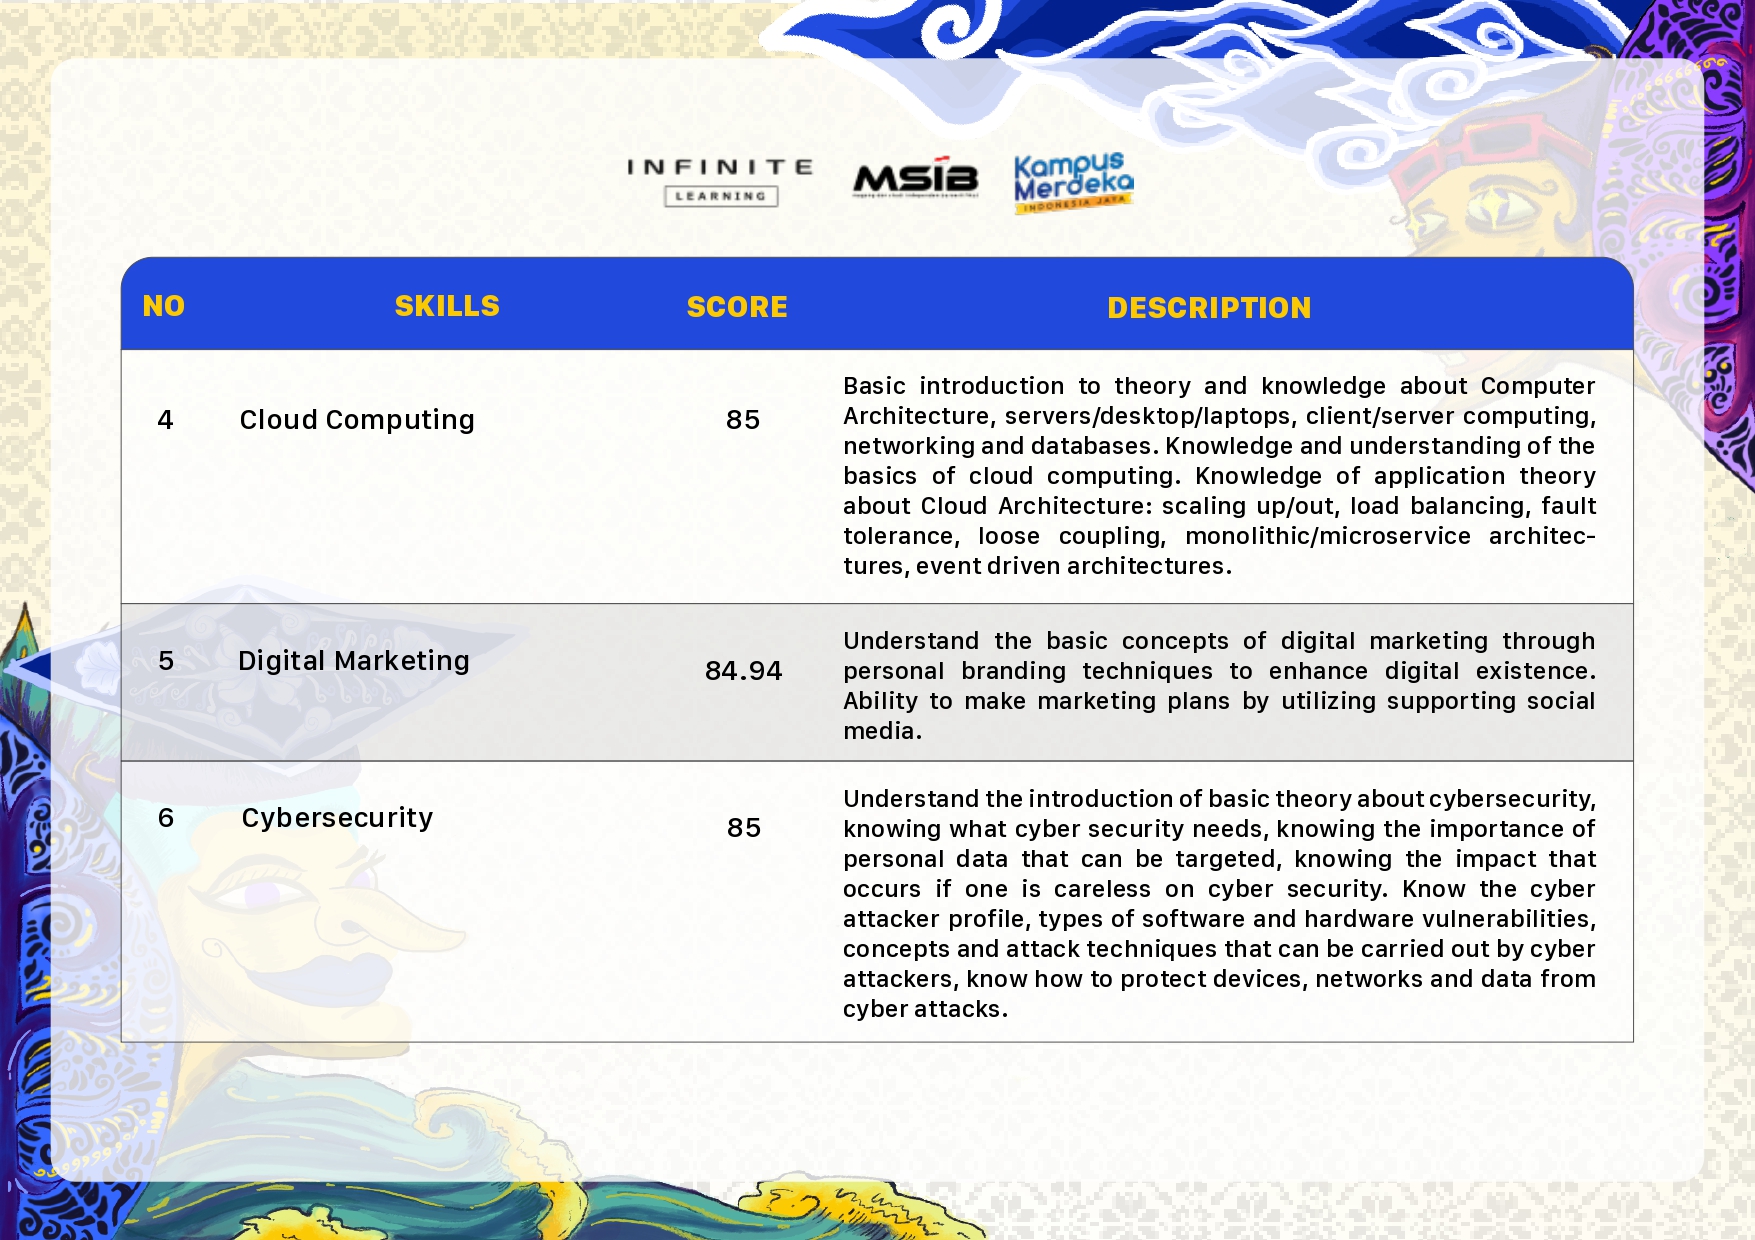 INFINITE
LEARNING
MSIB
Kampus
Merdeka
INDONESIA JAYA
NO SKILLS SCORE DESCRIPTION
4 Cloud Computing 85
Basic introduction to theory and knowledge about Computer
Architecture, servers/desktop/laptops, client/server computing,
networking and databases. Knowledge and understanding of the
basics of cloud computing. Knowledge of application theory
about Cloud Architecture: scaling up/out, load balancing, fault
tolerance, loose coupling, monolithic/microservice architec-
tures, event driven architectures.
5 Digital Marketing 84.94
Understand the basic concepts of digital marketing through
personal branding techniques to enhance digital existence.
Ability to make marketing plans by utilizing supporting social
media.
6 Cybersecurity 85
Understand the introduction of basic theory about cybersecurity,
knowing what cyber security needs, knowing the importance of
personal data that can be targeted, knowing the impact that
occurs if one is careless on cyber security. Know the cyber
attacker profile, types of software and hardware vulnerabilities,
concepts and attack techniques that can be carried out by cyber
attackers, know how to protect devices, networks and data from
cyber attacks.